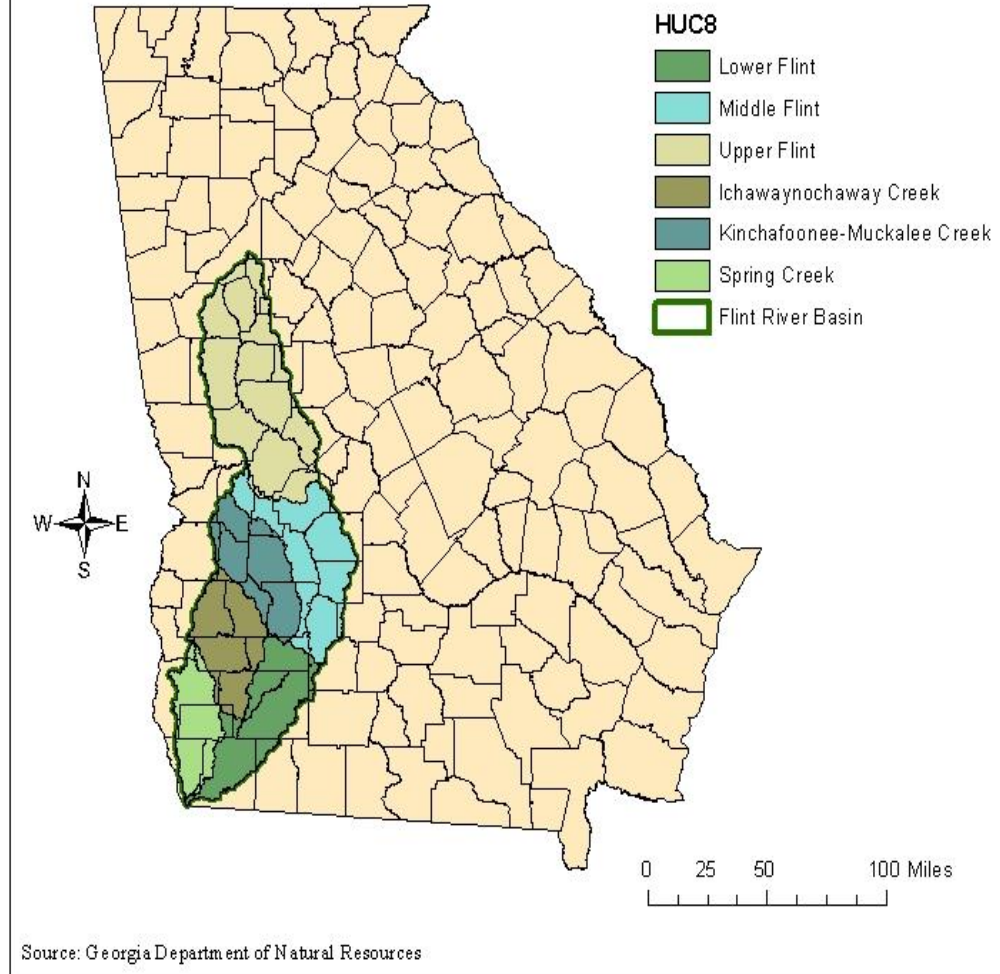 HUC8
Lower Flint
Middle Flint
Upper Flint
Ichawaynochaway Creek
Kinchafoonee-Muckalee Creek
Spring Creek
Flint River Basin
N
W E
S
0 25 50 100 Miles
Source: Georgia Department of Natural Resources